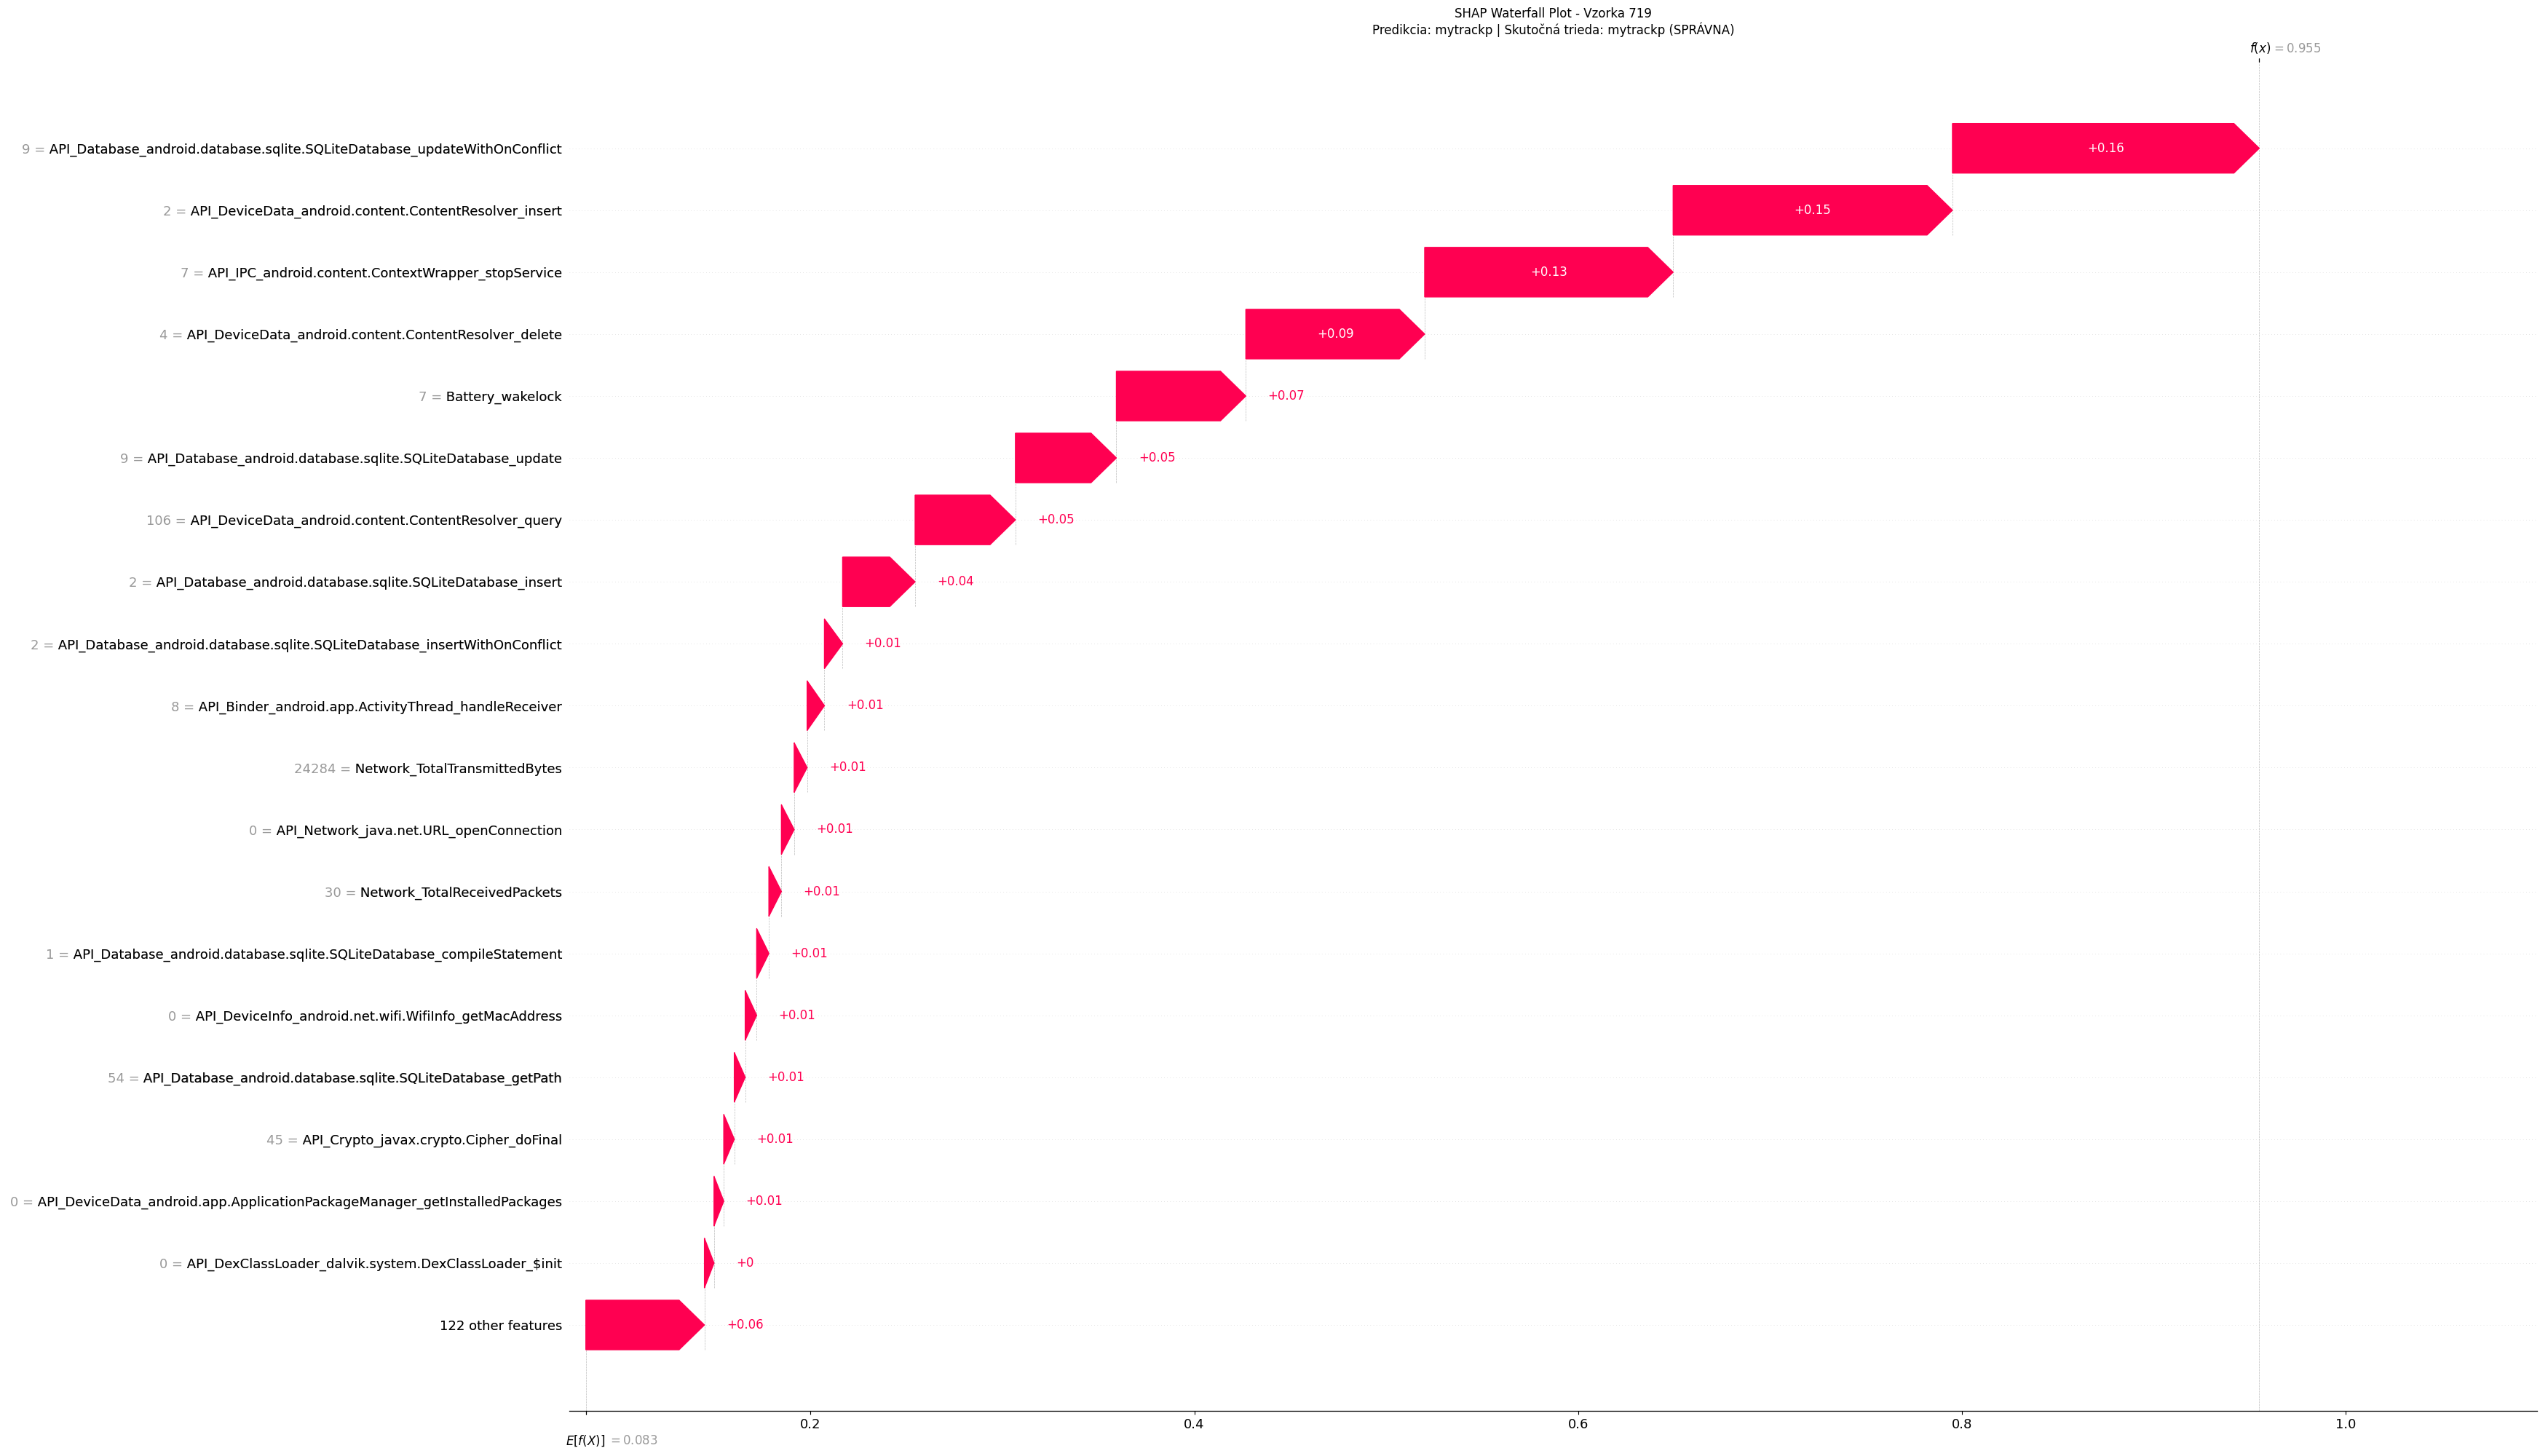 SHAP Waterfall Plot - Vzorka 719
Predikcia: mytrackp | Skutočná trieda: mytrackp (SPRÁVNA)
f(x) = 0.955
9 = API_Database_android.database.sqlite.SQLiteDatabase_updateWithOnConflict
+0.16
2 = API_DeviceData_android.content.ContentResolver_insert
+0.15
7 = API_IPC_android.content.ContextWrapper_stopService
+0.13
4 = API_DeviceData_android.content.ContentResolver_delete
+0.09
7 = Battery_wakelock
+0.07
9 = API_Database_android.database.sqlite.SQLiteDatabase_update
+0.05
106 = API_DeviceData_android.content.ContentResolver_query
+0.05
2 = API_Database_android.database.sqlite.SQLiteDatabase_insert
+0.04
2 = API_Database_android.database.sqlite.SQLiteDatabase_insertWithOnConflict
+0.01
8 = API_Binder_android.app.ActivityThread_handleReceiver
+0.01
24284 = Network_TotalTransmittedBytes
+0.01
0 = API_Network_java.net.URL_openConnection
+0.01
30 = Network_TotalReceivedPackets
+0.01
1 = API_Database_android.database.sqlite.SQLiteDatabase_compileStatement
+0.01
0 = API_DeviceInfo_android.net.wifi.WifiInfo_getMacAddress
+0.01
54 = API_Database_android.database.sqlite.SQLiteDatabase_getPath
+0.01
45 = API_Crypto_javax.crypto.Cipher_doFinal
+0.01
0 = API_DeviceData_android.app.ApplicationPackageManager_getInstalledPackages
+0.01
0 = API_DexClassLoader_dalvik.system.DexClassLoader_$init
+0
122 other features
+0.06
0.2 0.4 0.6 0.8 1.0
E[f(X)] = 0.083